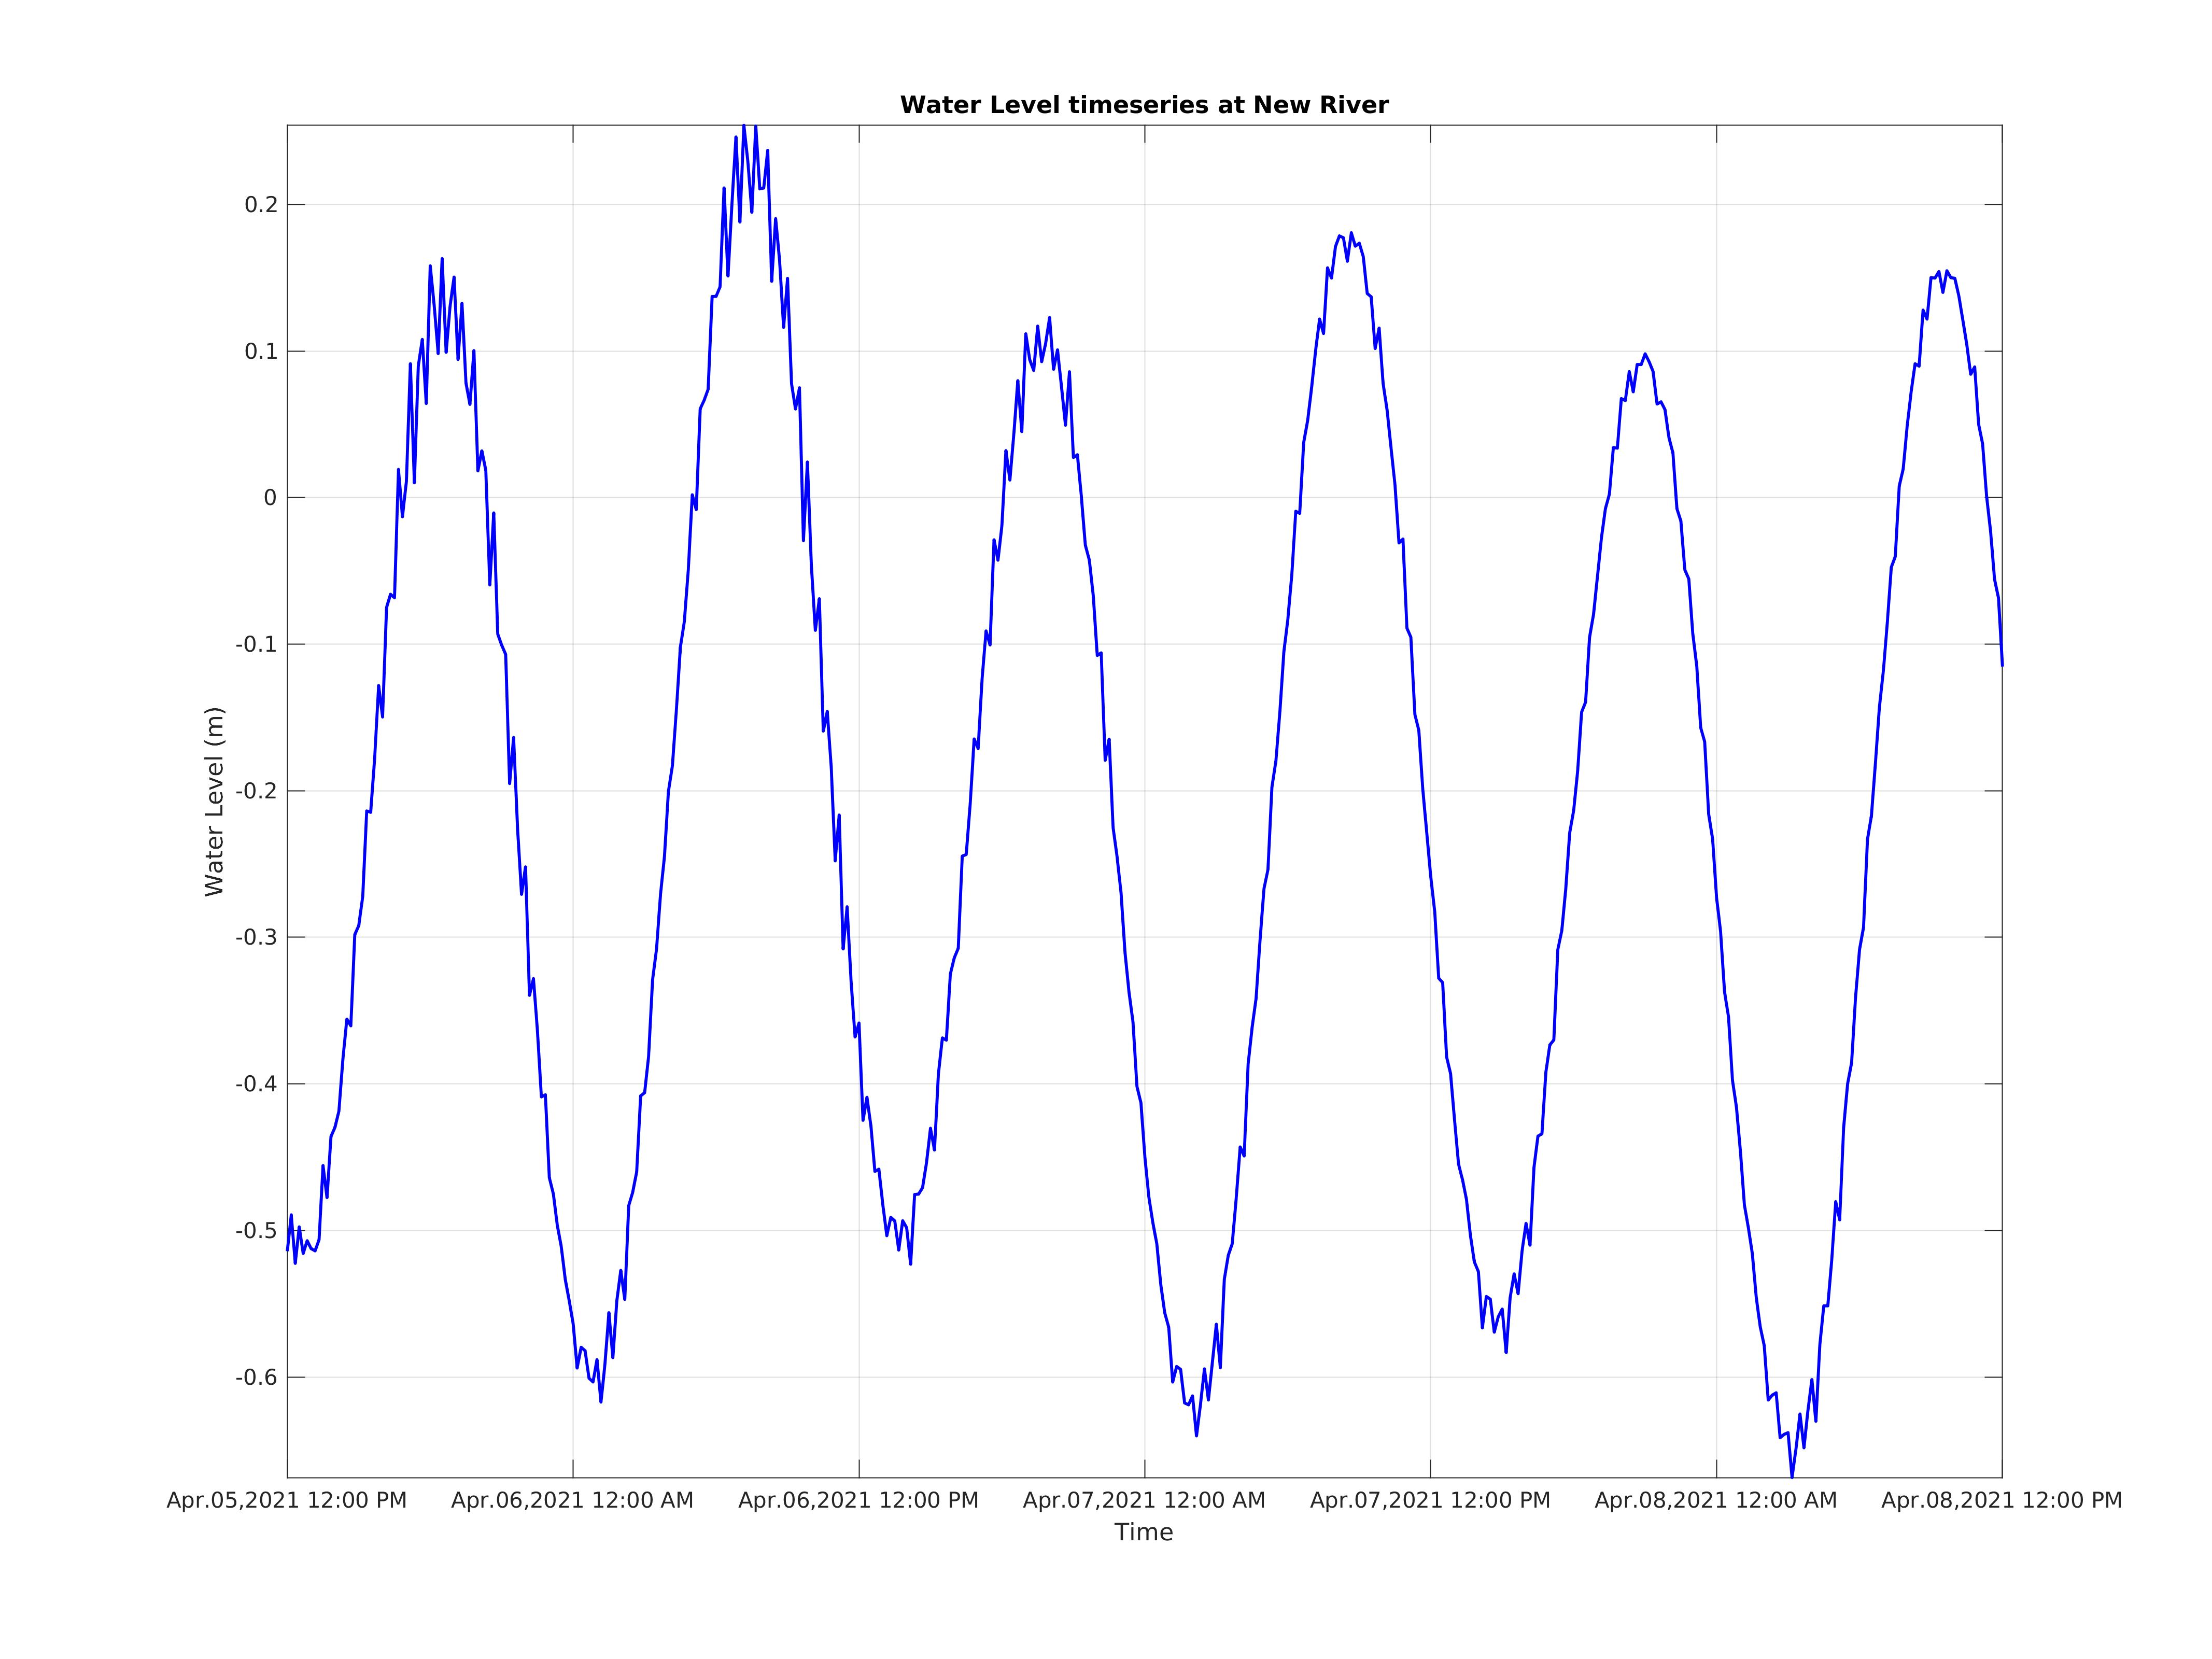 Water Level timeseries at New River
Water Level (m)
0.2
0.1
0
-0.1
-0.2
-0.3
-0.4
-0.5
-0.6
Apr.05,2021 12:00 PM
Apr.06,2021 12:00 AM
Apr.06,2021 12:00 PM
Apr.07,2021 12:00 AM
Apr.07,2021 12:00 PM
Apr.08,2021 12:00 AM
Apr.08,2021 12:00 PM
Time